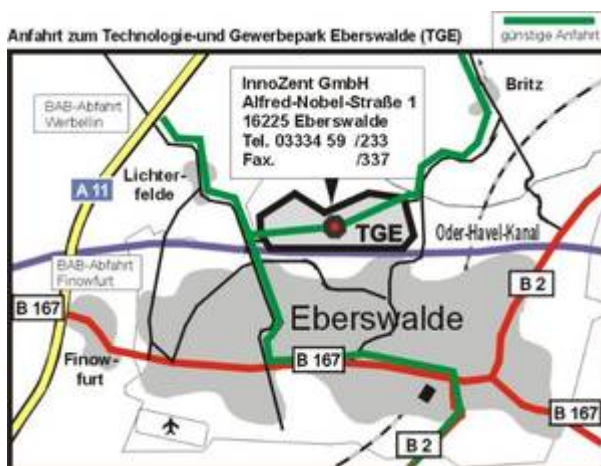 Anfahrt zum Technologie-und Gewerbepark Eberswalde (TGE)
günstige Anfahrt
InnoZent GmbH
Alfred-Nobel-Straße 1
16225 Eberswalde
Tel. 03334 59 /233
Fax. /337
Britz
BAB-Abfahrt
Werbellin
Lichter-
felde
A 11
TGE
Oder-Havel-Kanal
BAB-Abfahrt
Finowfurt
B 2
B 167
Eberswalde
Finow-
furt
B 167
B 167
B 2